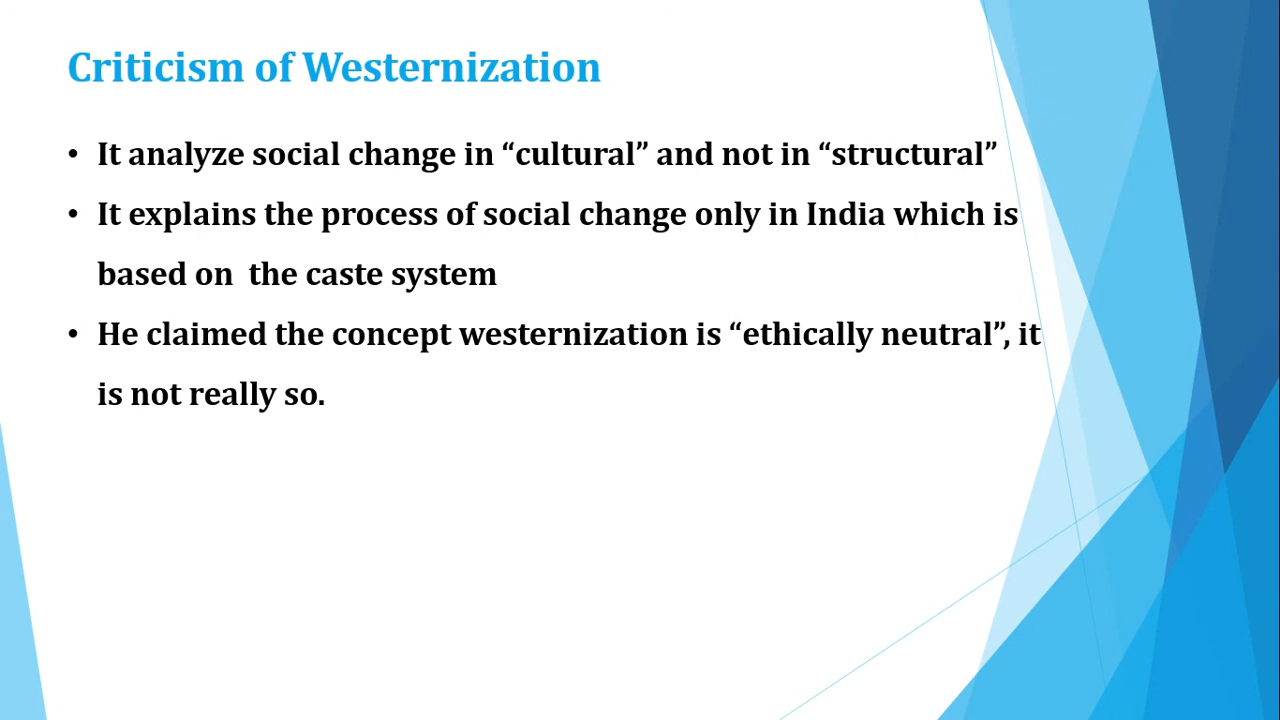 Criticism of Westernization
• It analyze social change in “cultural” and not in “structural”
• It explains the process of social change only in India which is
based on  the caste system
• He claimed the concept westernization is “ethically neutral”, it
is not really so.